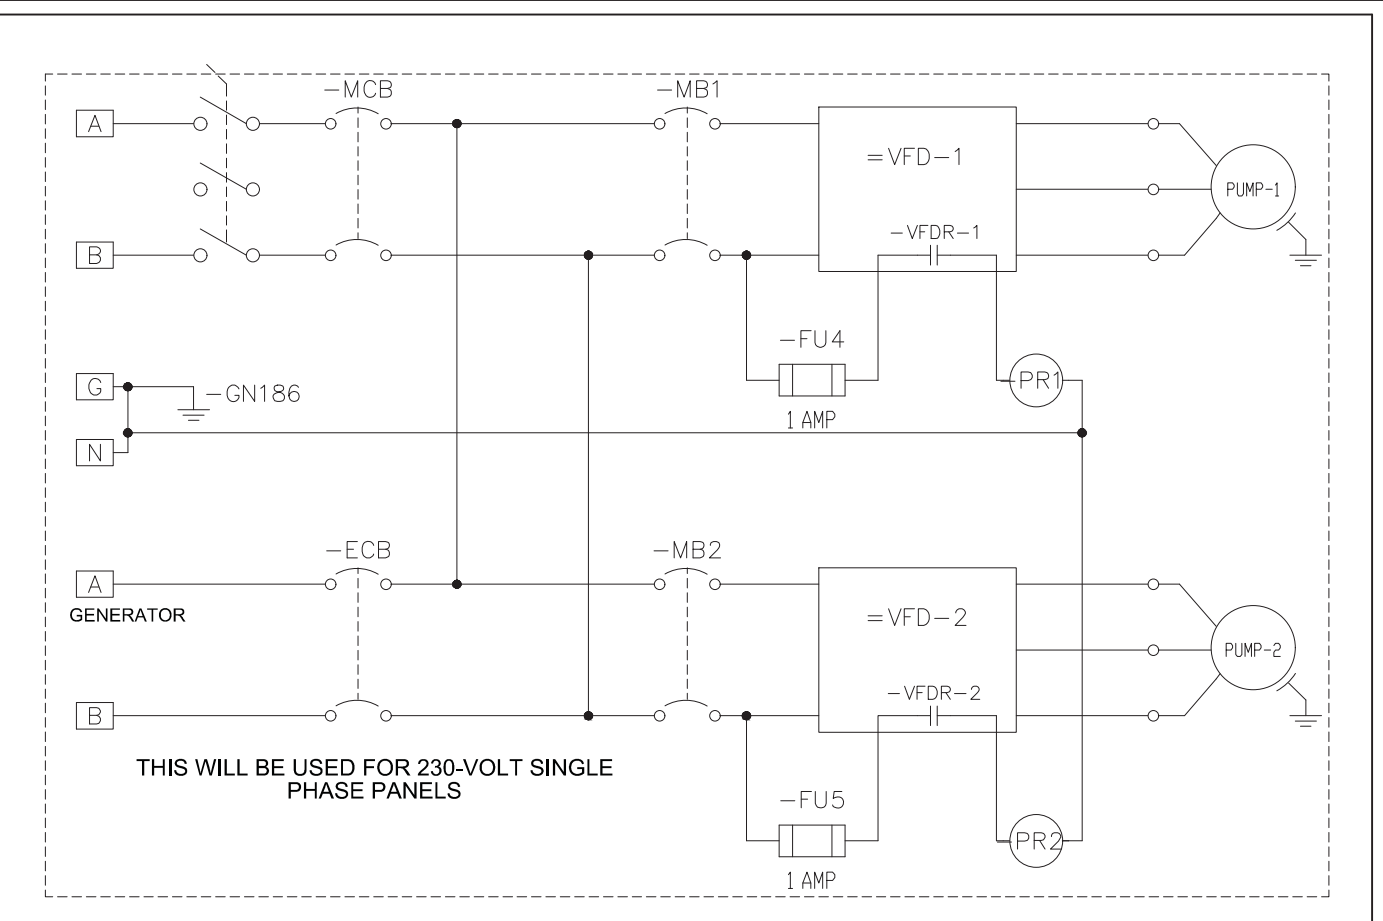 -MCB
-MB1
A
=VFD-1
PUMP-1
-VFDR-1
B
-FU4
-PR1
G
-GN186
1 AMP
N
-ECB
-MB2
A
GENERATOR
=VFD-2
PUMP-2
-VFDR-2
B
THIS WILL BE USED FOR 230-VOLT SINGLE
PHASE PANELS
-FU5
-PR2
1 AMP